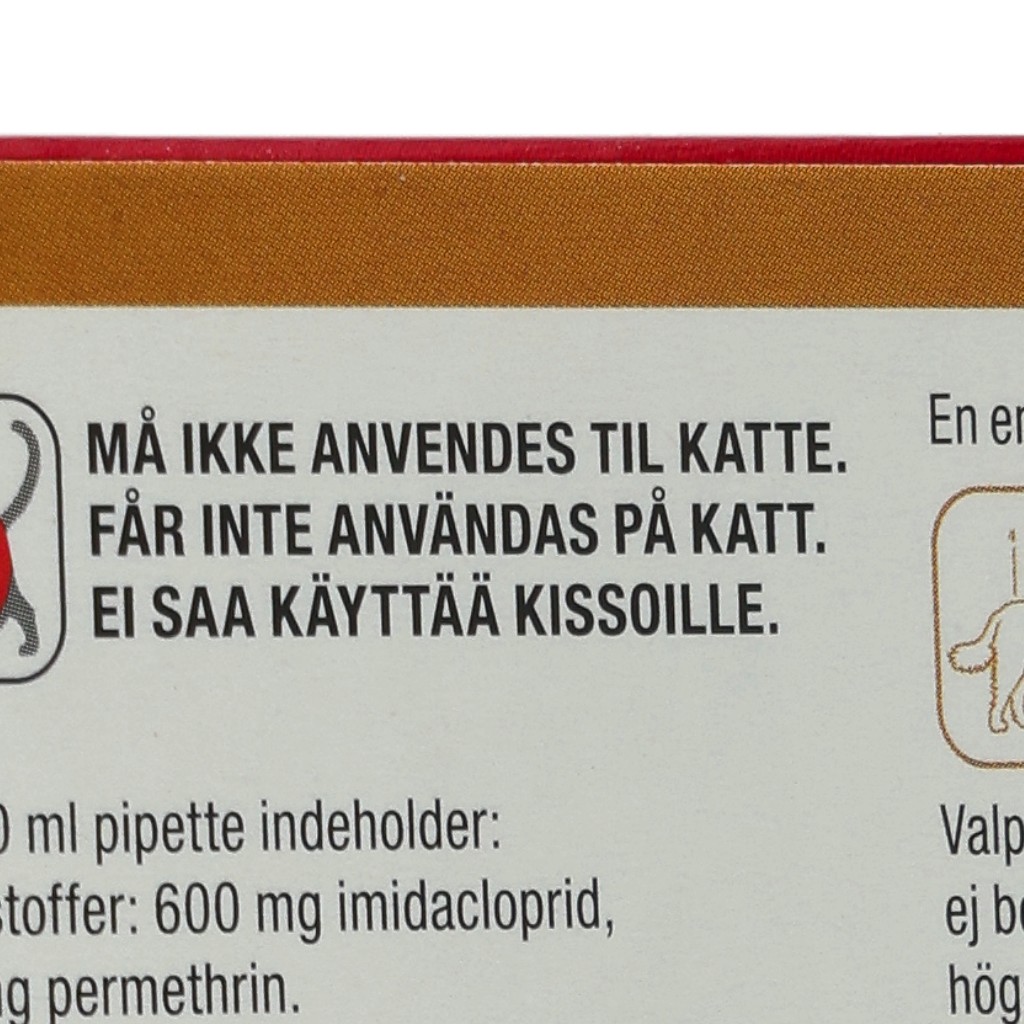 MÅ IKKE ANVENDES TIL KATTE.
FÅR INTE ANVÄNDAS PÅ KATT.
EI SAA KÄYTTÄÄ KISSOILLE.
ml pipette indeholder:
600 mg imidacloprid,
permethrin.
En
ej